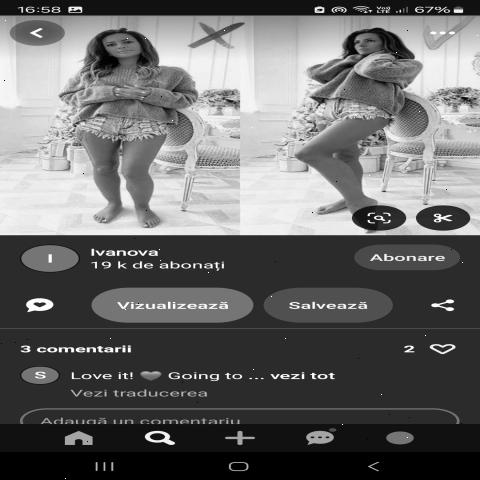 16:58 67%
I Ivanova
19 k de abonați
Abonare
Vizualizează Salvează
3 comentarii 2
S Love it! 🤎 Going to ... vezi tot
Vezi traducerea
Adaugă un comentariu